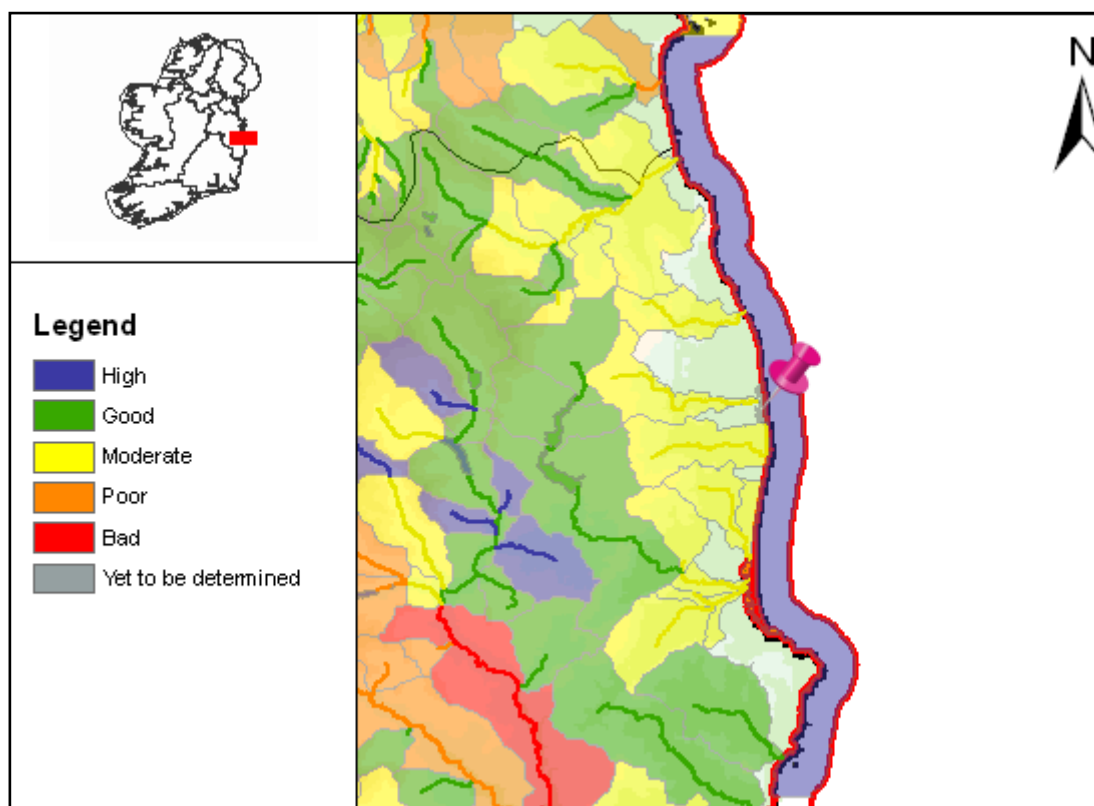 N
Legend
High
Good
Moderate
Poor
Bad
Yet to be determined